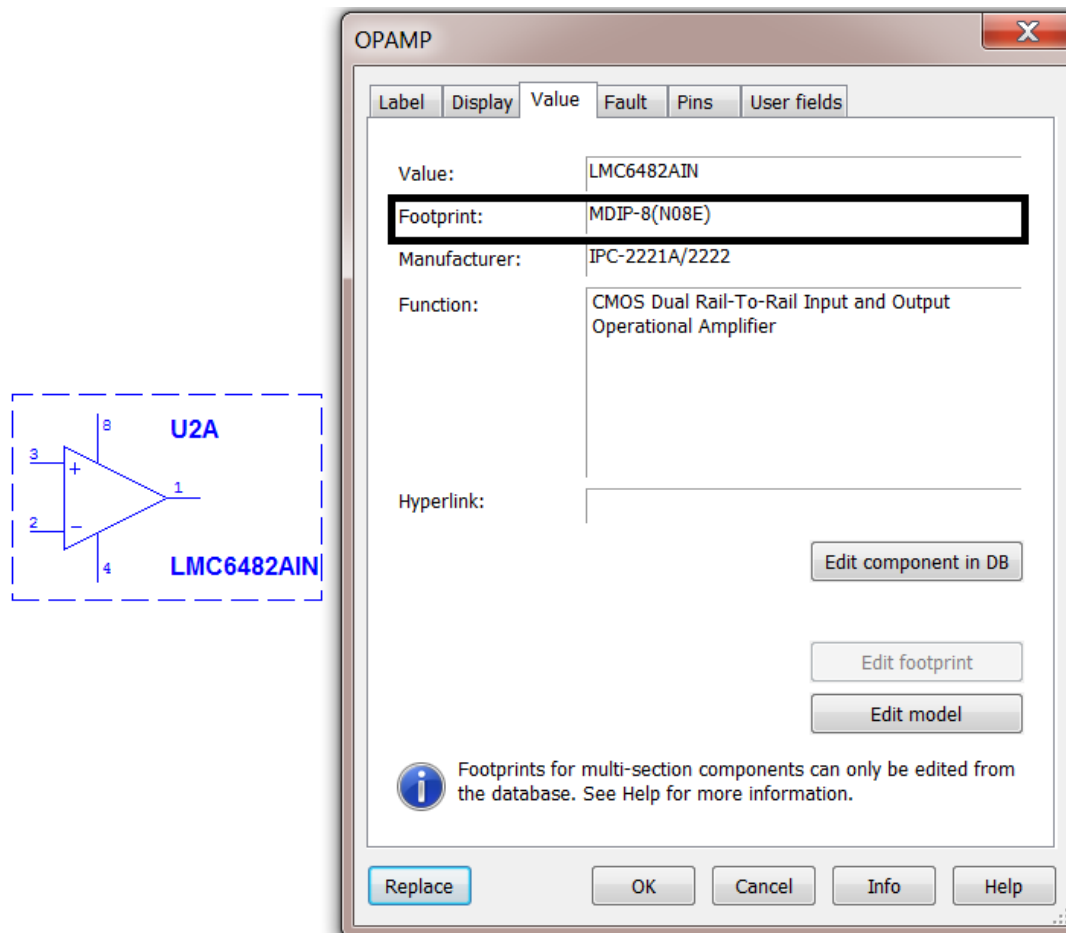 OPAMP
X
Label Display Value Fault Pins User fields
Value: LMC6482AIN
Footprint: MDIP-8(N08E)
Manufacturer: IPC-2221A/2222
Function: CMOS Dual Rail-To-Rail Input and Output
Operational Amplifier
8 U2A
3
+
1
2
−
4 LMC6482AIN
Hyperlink:
Edit component in DB
Edit footprint
Edit model
i Footprints for multi-section components can only be edited from
the database. See Help for more information.
Replace OK Cancel Info Help